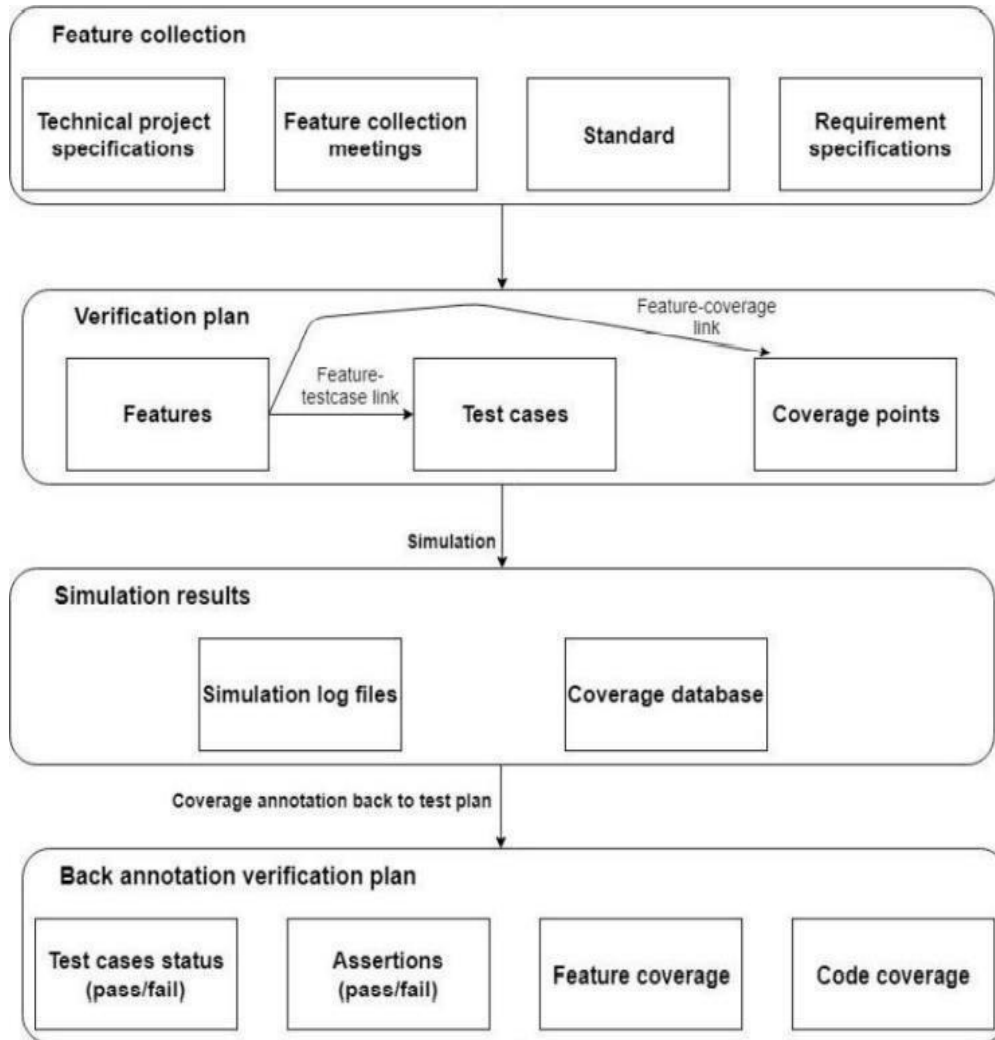 Feature collection
Technical project
specifications
Feature collection
meetings
Standard
Requirement
specifications
Verification plan
Feature-coverage
link
Feature-
testcase link
Features
Test cases
Coverage points
Simulation
Simulation results
Simulation log files
Coverage database
Coverage annotation back to test plan
Back annotation verification plan
Test cases status
(pass/fail)
Assertions
(pass/fail)
Feature coverage
Code coverage